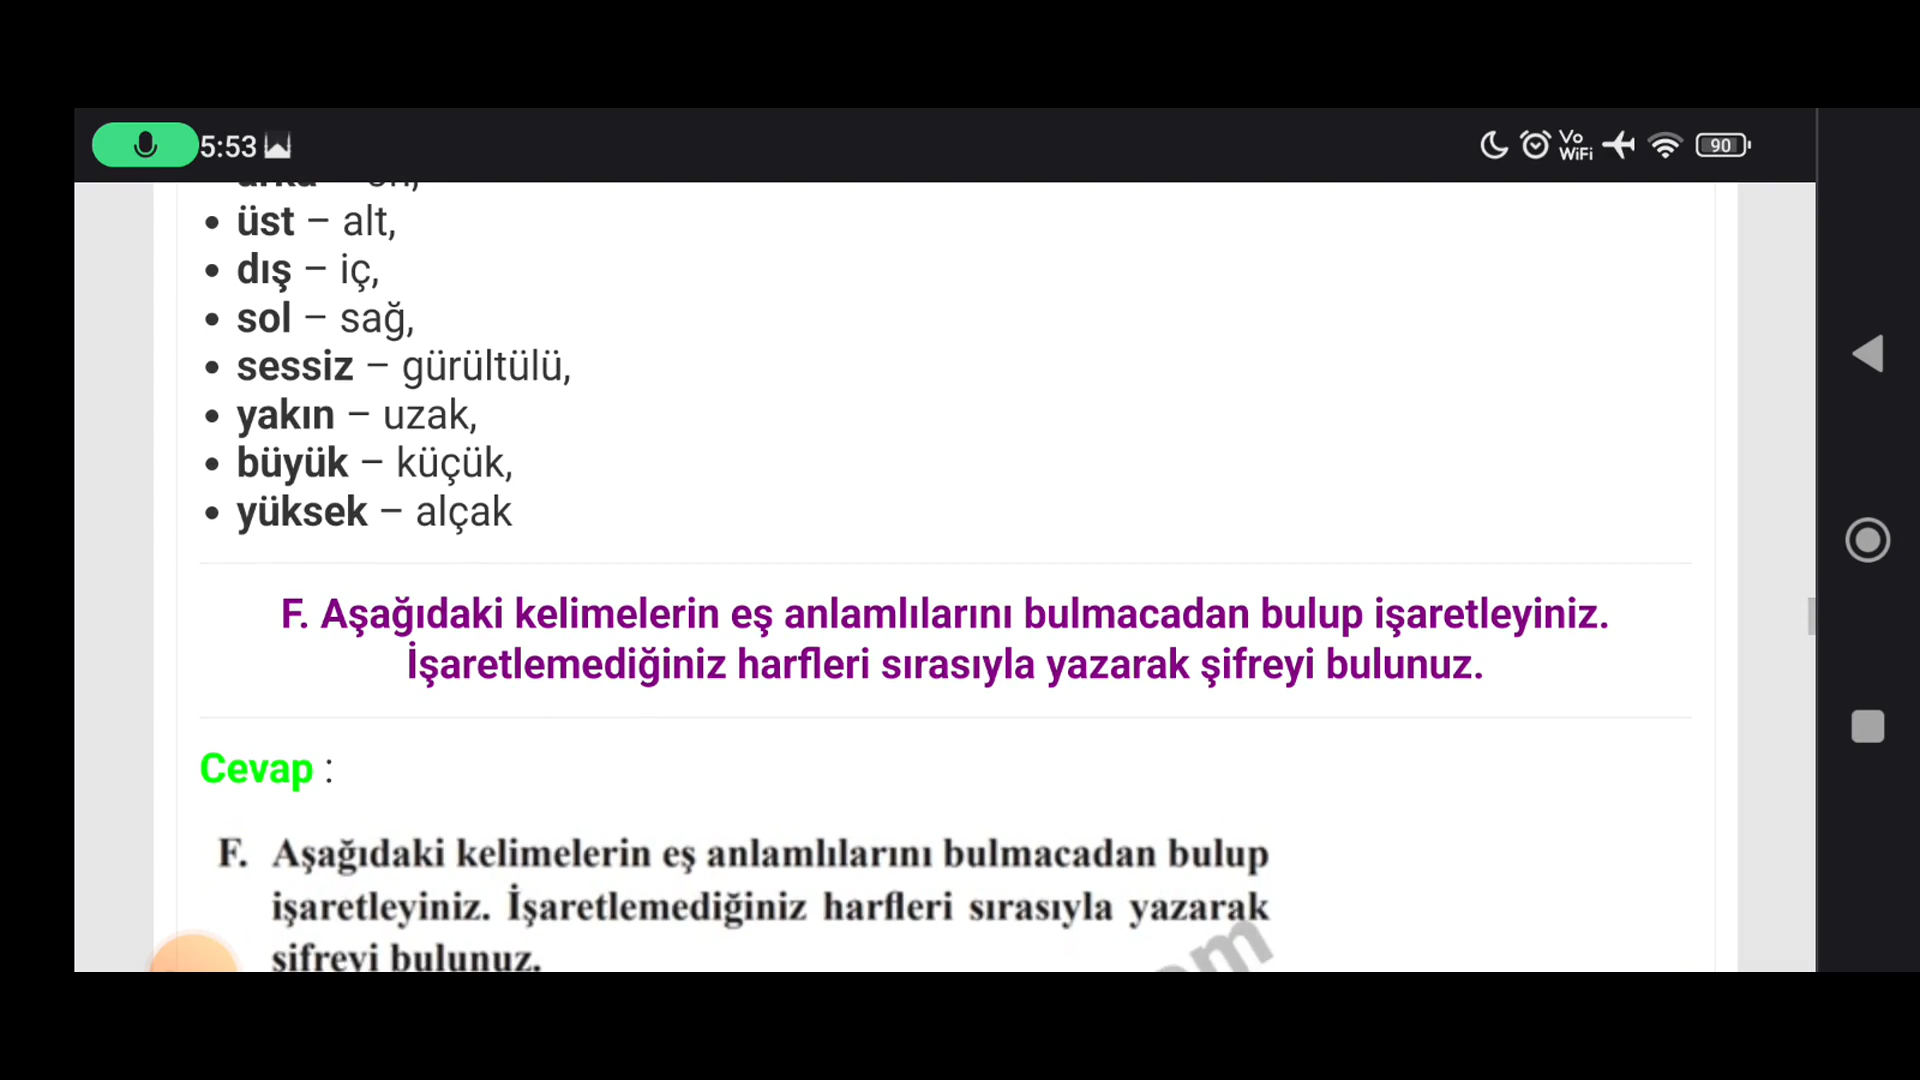 5:53
Vo
WiFi
90
• üst – alt,
• dış – iç,
• sol – sağ,
• sessiz – gürültülü,
• yakın – uzak,
• büyük – küçük,
• yüksek – alçak
F. Aşağıdaki kelimelerin eş anlamlılarını bulmacadan bulup işaretleyiniz.
İşaretlemediğiniz harfleri sırasıyla yazarak şifreyi bulunuz.
Cevap :
F. Aşağıdaki kelimelerin eş anlamlılarını bulmacadan bulup
işaretleyiniz. İşaretlemediğiniz harfleri sırasıyla yazarak
şifreyi bulunuz.